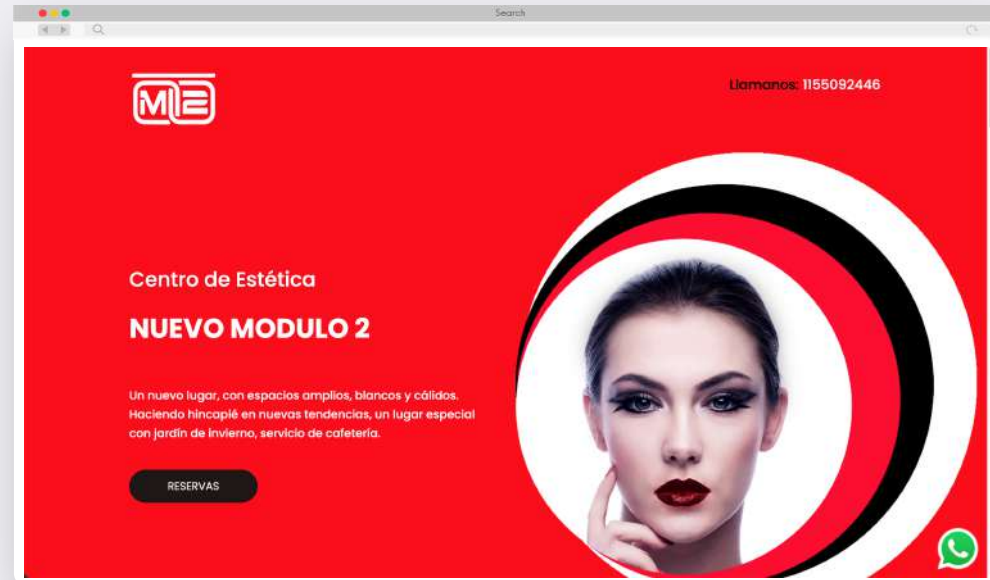 Search
M2
Llamanos: 1155092446
Centro de Estética
NUEVO MODULO 2
Un nuevo lugar, con espacios amplios, blancos y cálidos.
Haciendo hincapié en nuevas tendencias, un lugar especial
con jardín de invierno, servicio de cafetería.
RESERVAS